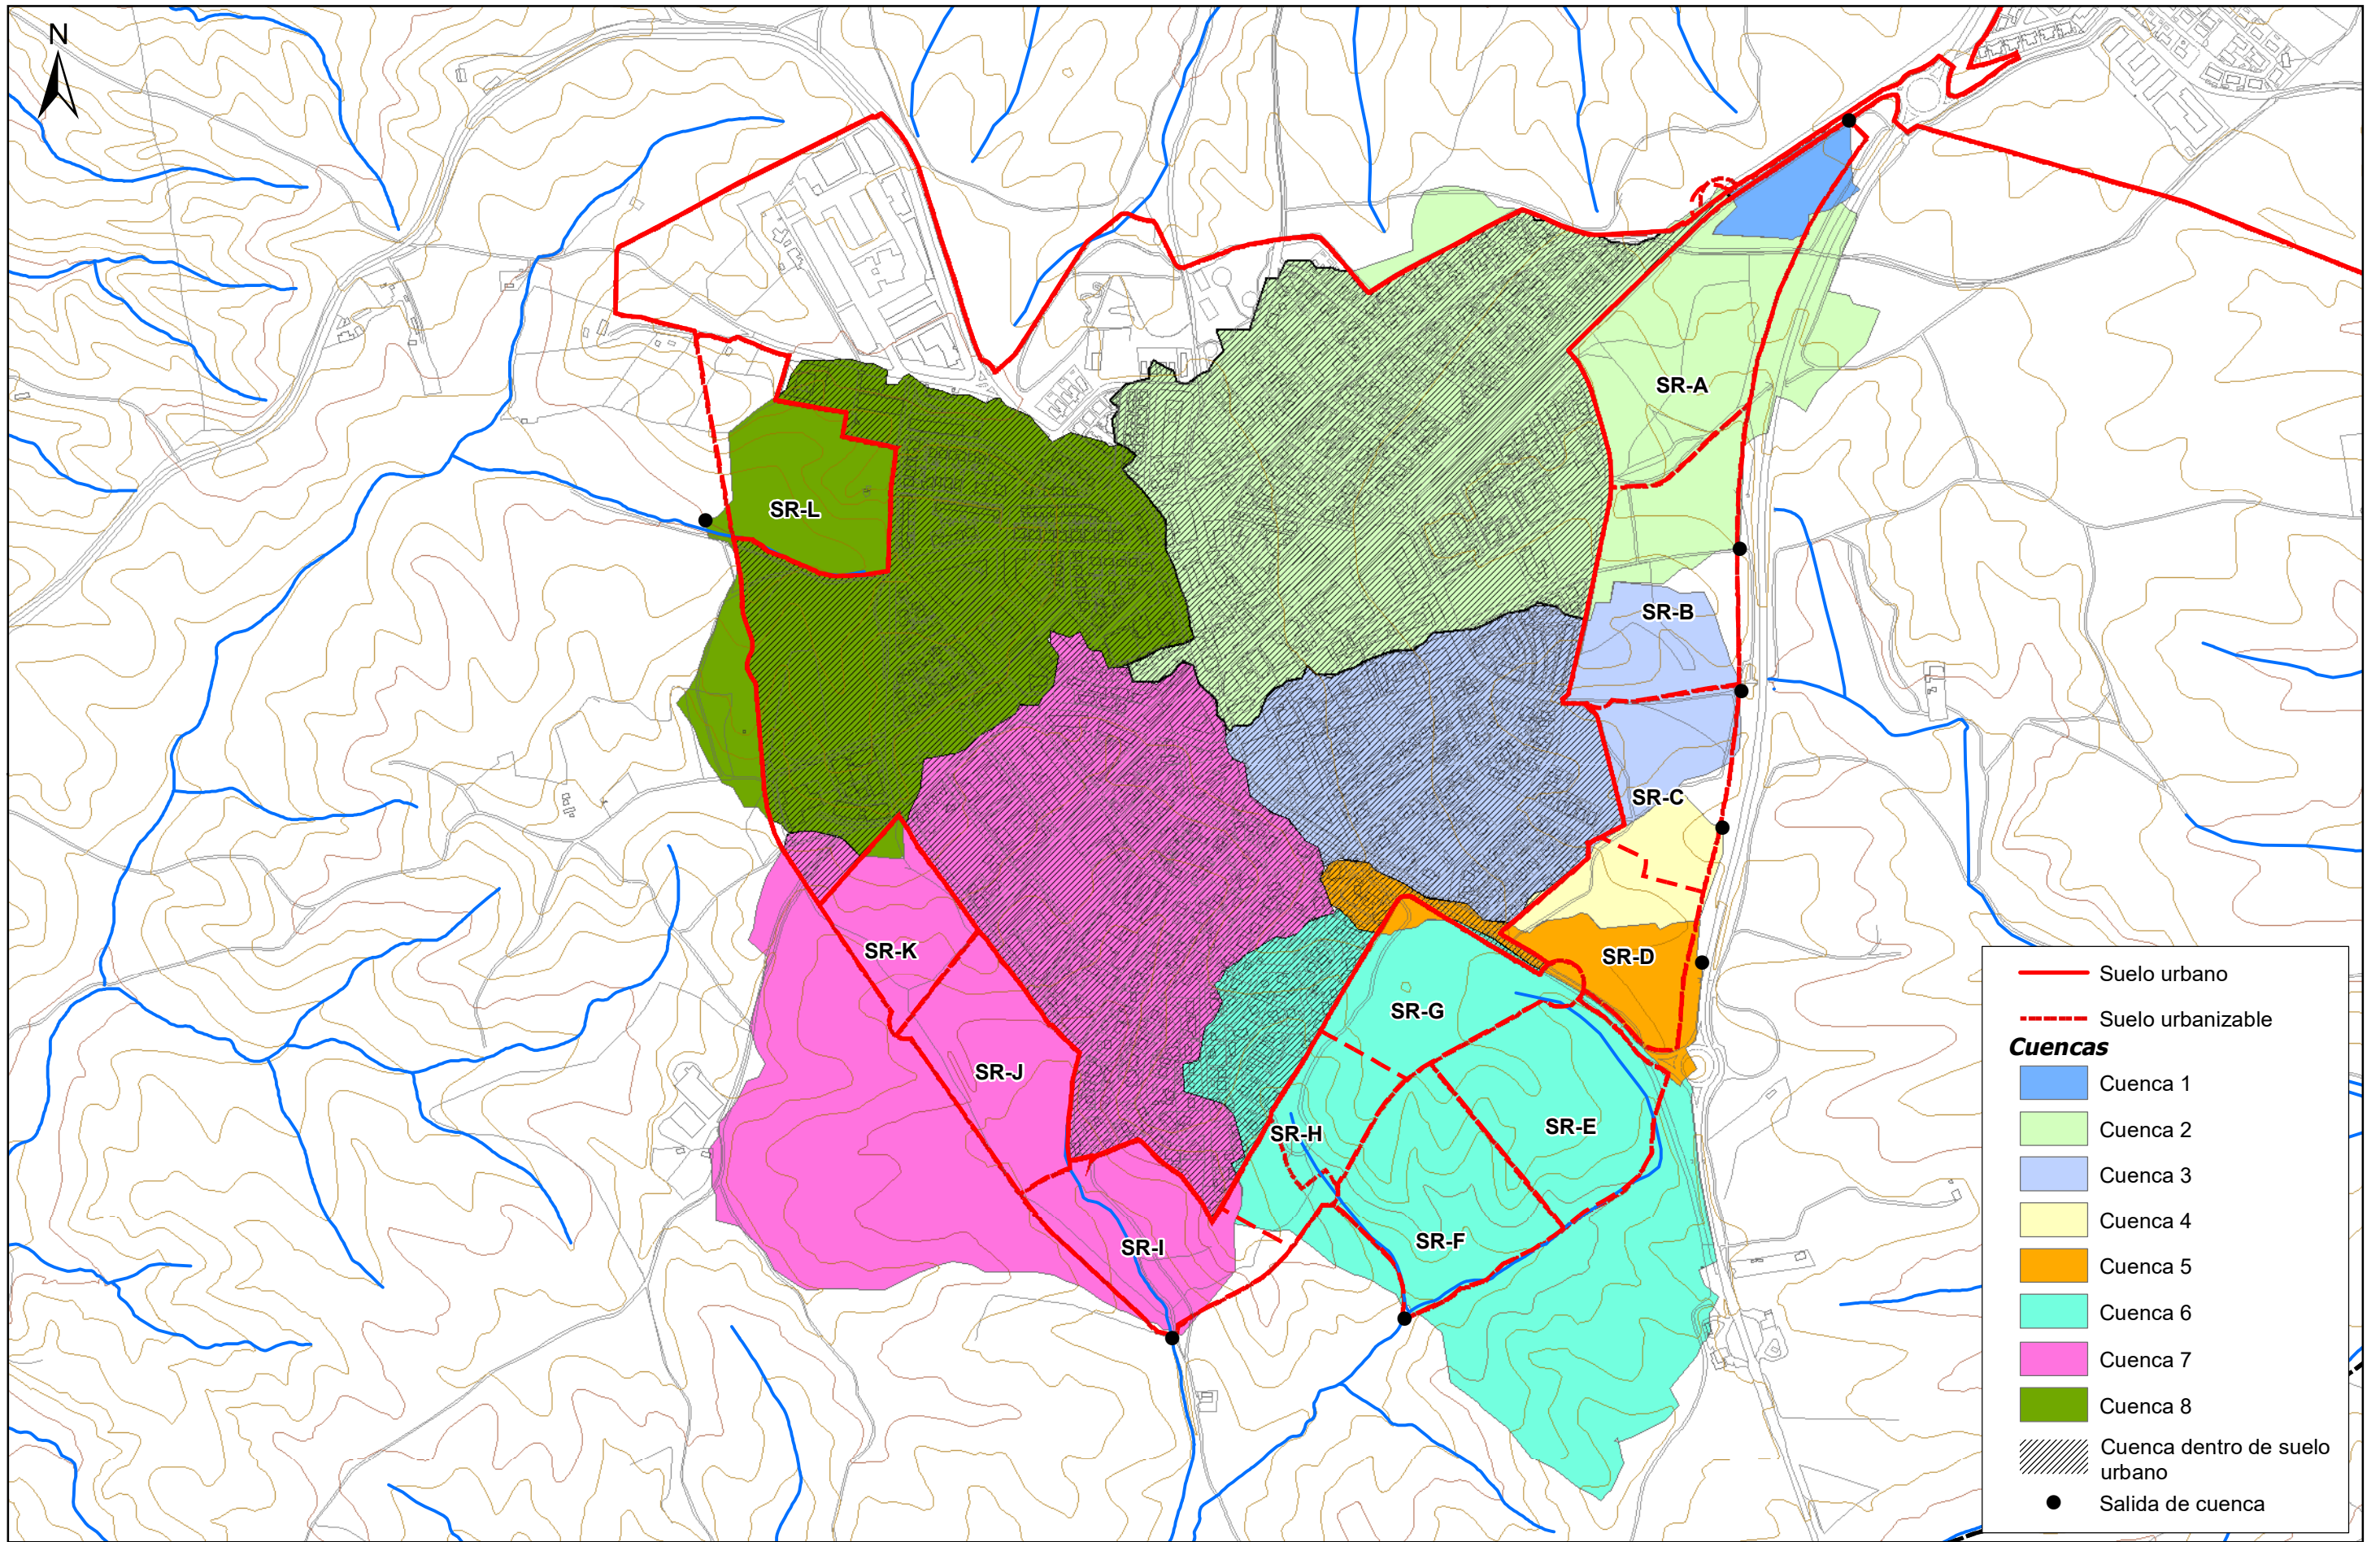 N
SR-A
SR-L
SR-B
SR-C
SR-K
SR-D
SR-G
SR-J
SR-E
SR-H
SR-F
SR-I
Suelo urbano
Suelo urbanizable
Cuencas
Cuenca 1
Cuenca 2
Cuenca 3
Cuenca 4
Cuenca 5
Cuenca 6
Cuenca 7
Cuenca 8
Cuenca dentro de suelo
urbano
Salida de cuenca